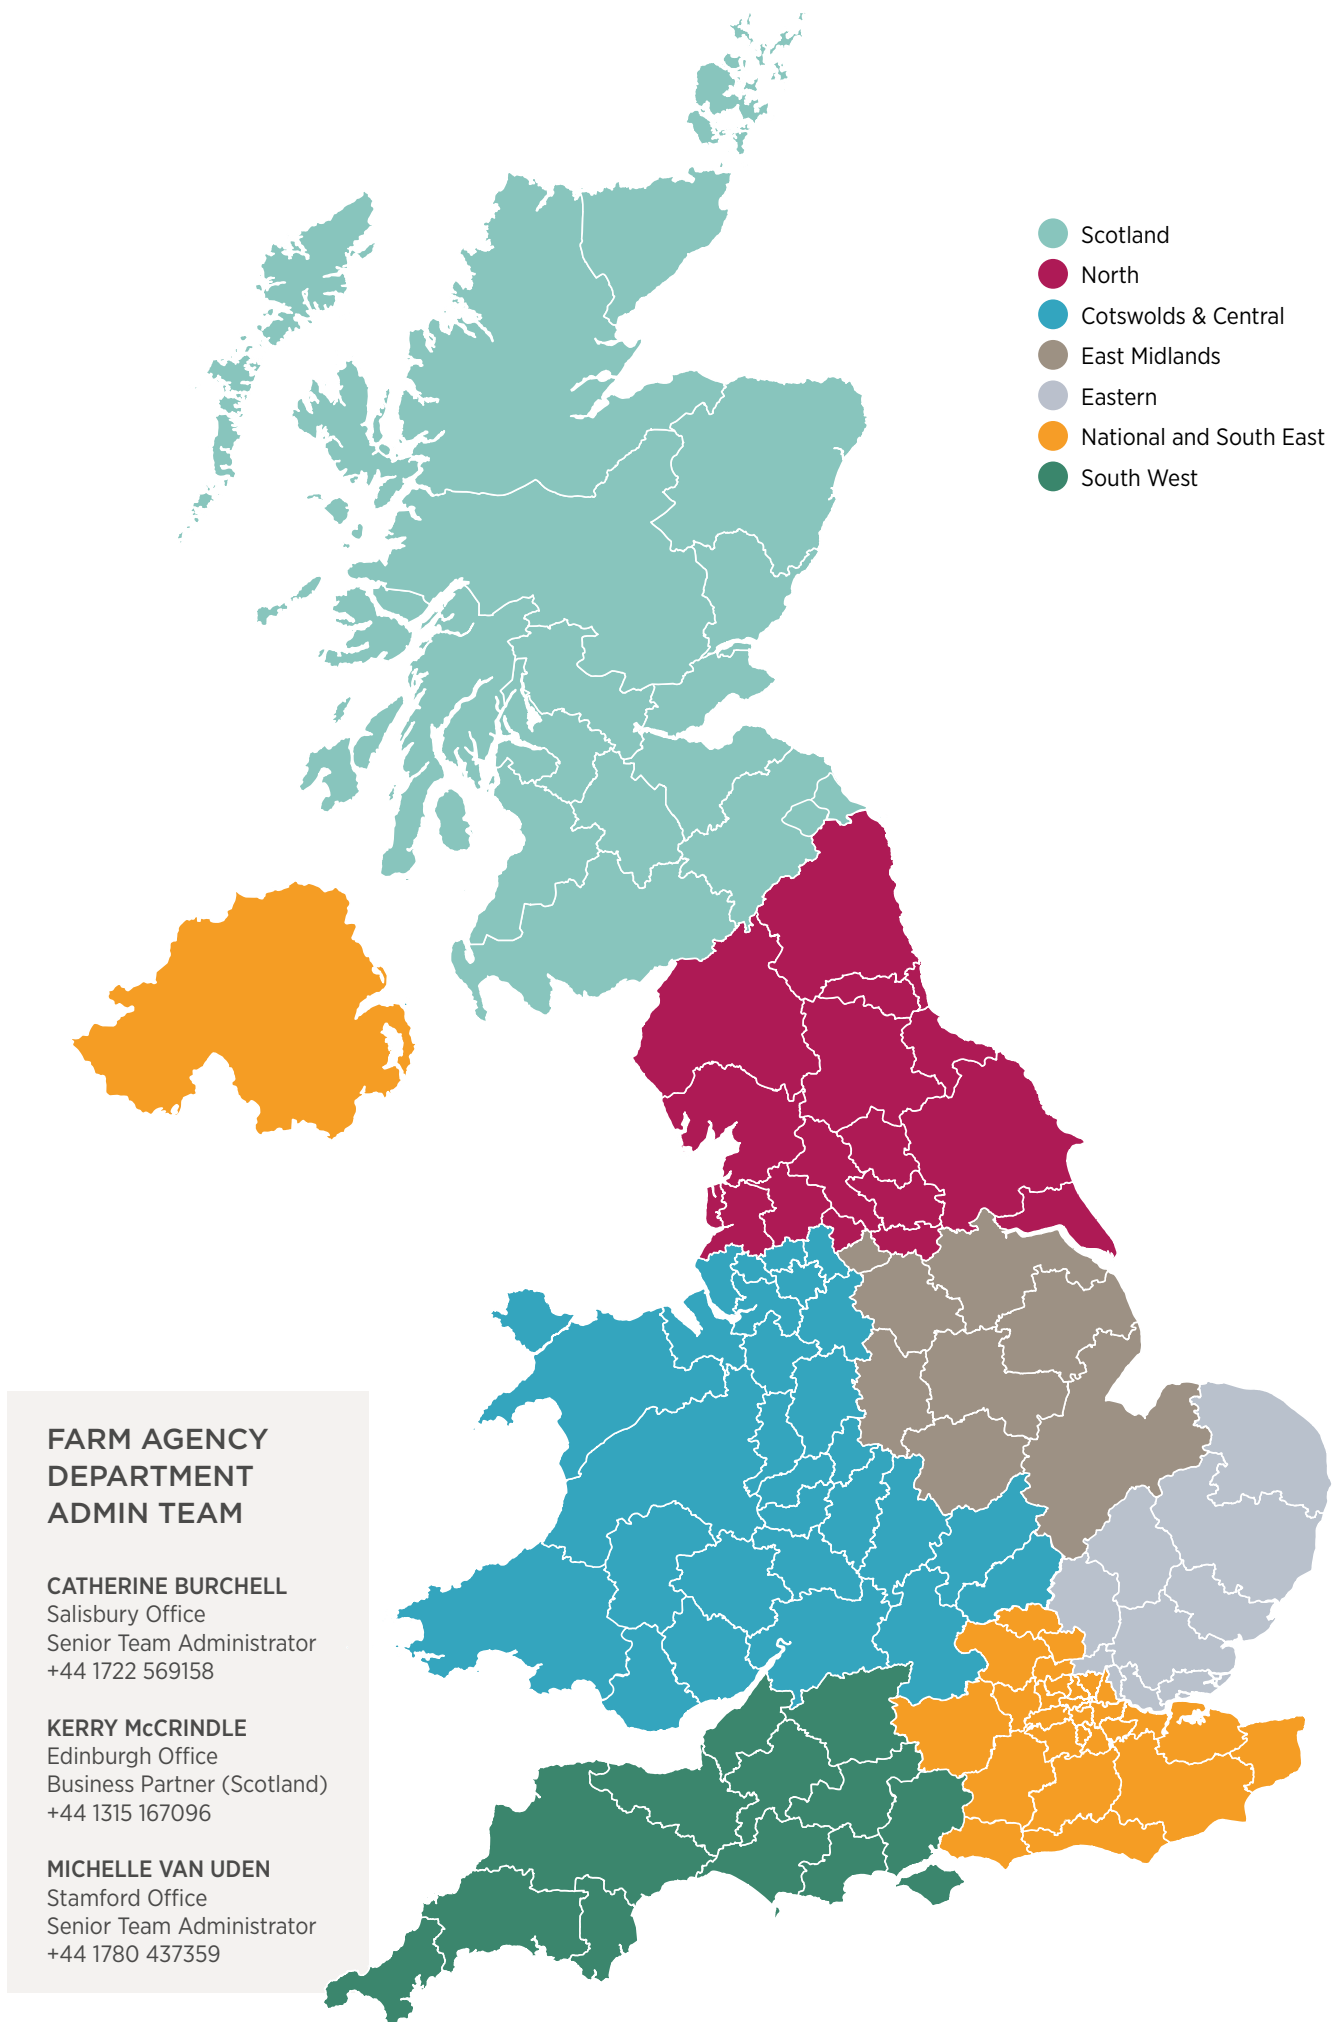 Scotland
North
Cotswolds & Central
East Midlands
Eastern
National and South East
South West
FARM AGENCY
DEPARTMENT
ADMIN TEAM
CATHERINE BURCHELL
Salisbury Office
Senior Team Administrator
+44 1722 569158
KERRY McCRINDLE
Edinburgh Office
Business Partner (Scotland)
+44 1315 167096
MICHELLE VAN UDEN
Stamford Office
Senior Team Administrator
+44 1780 437359